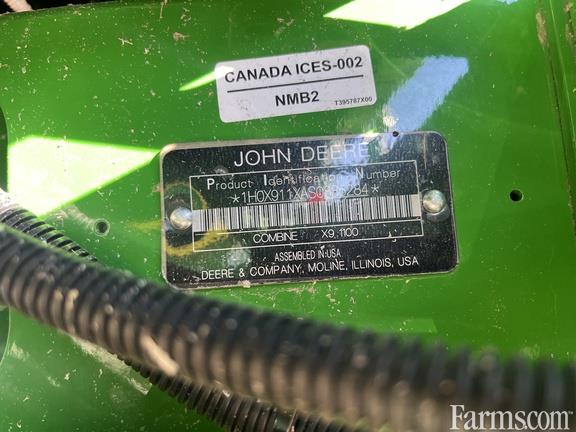 CANADA ICES-002
NMB2
T395787X00
JOHN DEERE
Product Identification Number
COMBINE X9 1100
ASSEMBLED IN USA
DEERE & COMPANY, MOLINE, ILLINOIS, USA
Farms.com